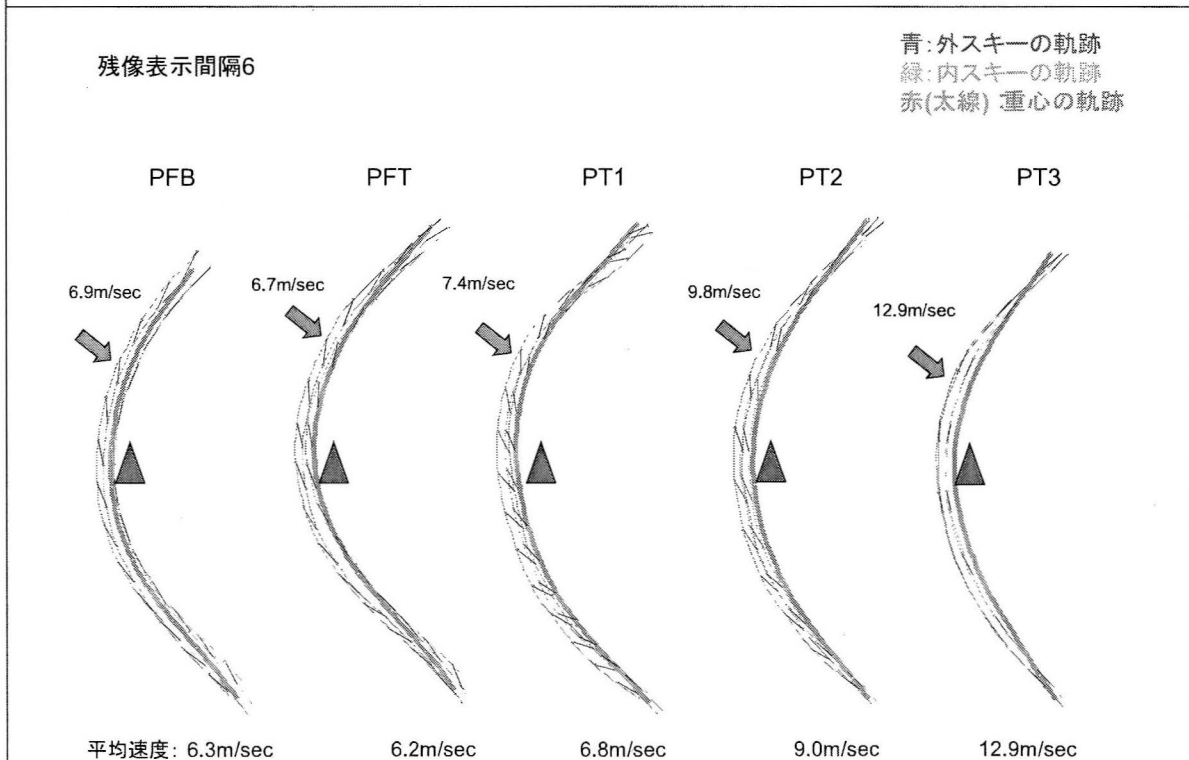 残像表示間隔6
青:外スキーの軌跡
緑:内スキーの軌跡
赤(太線) 重心の軌跡
PFB PFT PT1 PT2 PT3
6.9m/sec 6.7m/sec 7.4m/sec 9.8m/sec 12.9m/sec
平均速度: 6.3m/sec 6.2m/sec 6.8m/sec 9.0m/sec 12.9m/sec